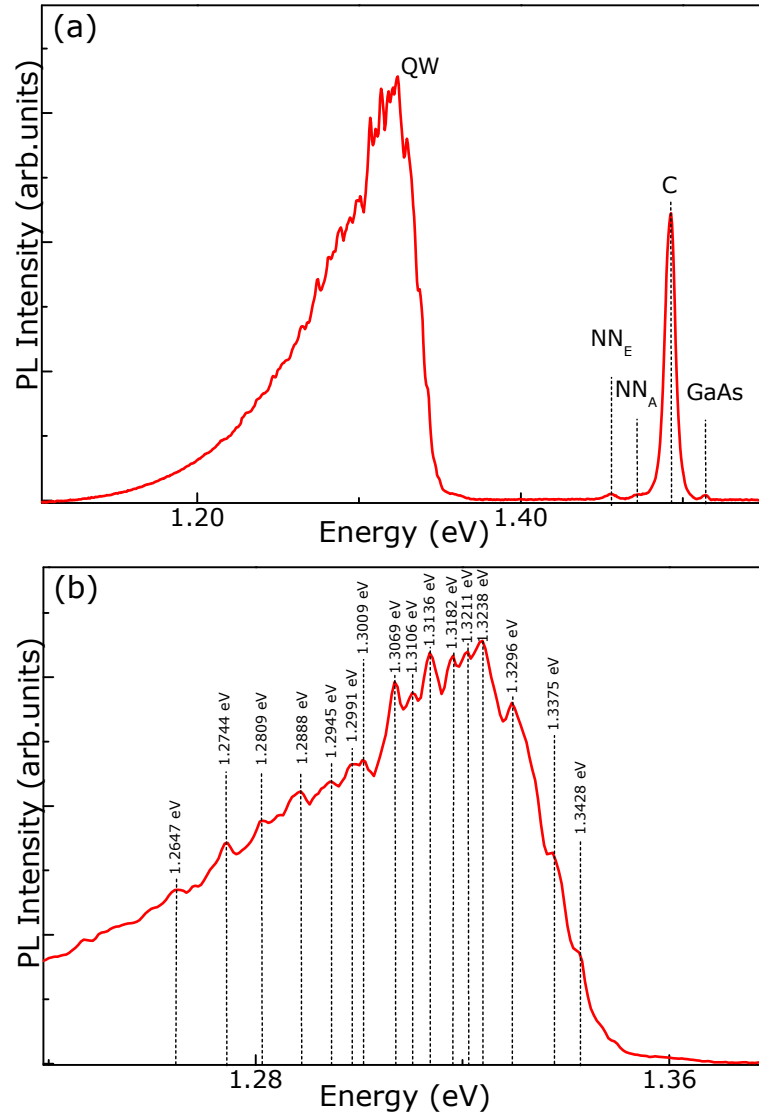 (a)
QW
C
NN_E
NN_A
GaAs
PL Intensity (arb.units)
1.20
1.40
Energy (eV)
(b)
1.2647 eV
1.2744 eV
1.2809 eV
1.2888 eV
1.2945 eV
1.2991 eV
1.3009 eV
1.3069 eV
1.3106 eV
1.3136 eV
1.3182 eV
1.3211 eV
1.3238 eV
1.3296 eV
1.3375 eV
1.3428 eV
PL Intensity (arb.units)
1.28
1.36
Energy (eV)